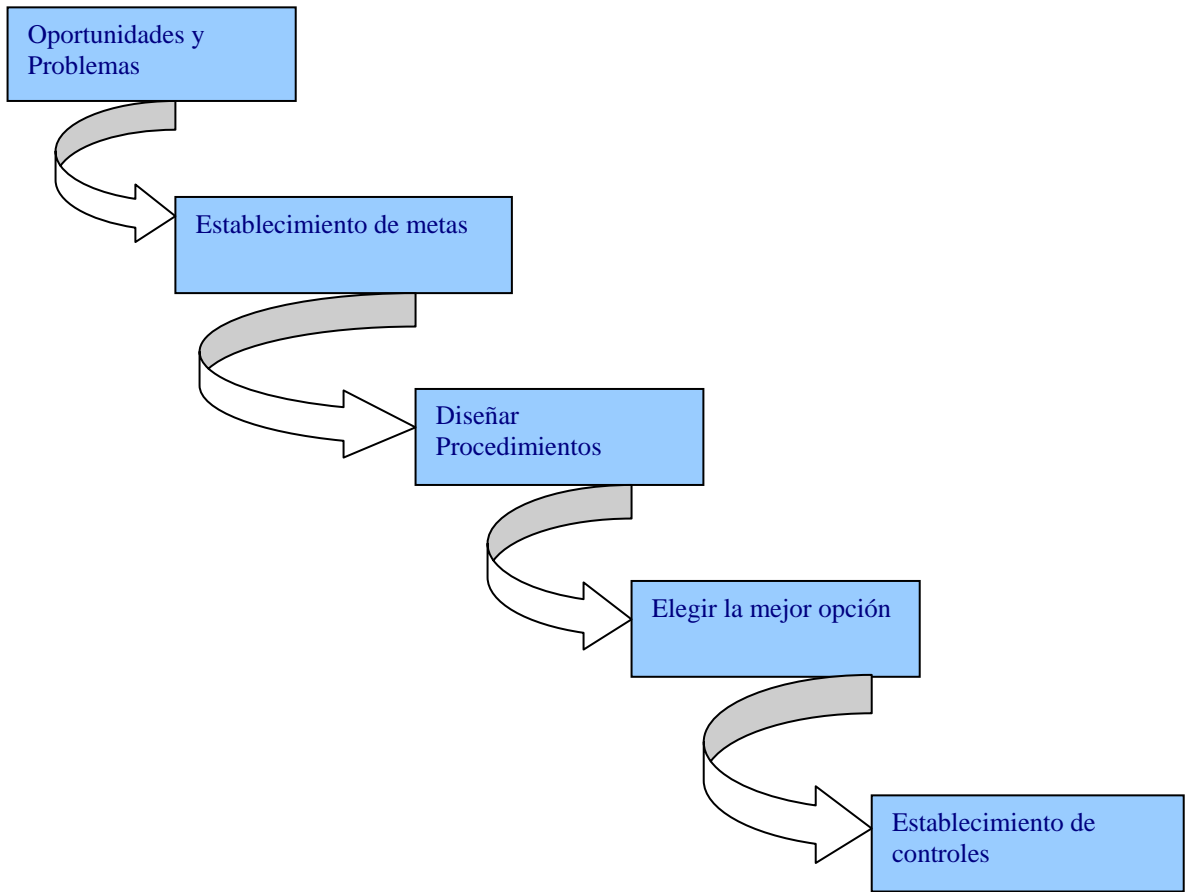 Oportunidades y
Problemas
Establecimiento de metas
Diseñar
Procedimientos
Elegir la mejor opción
Establecimiento de
controles